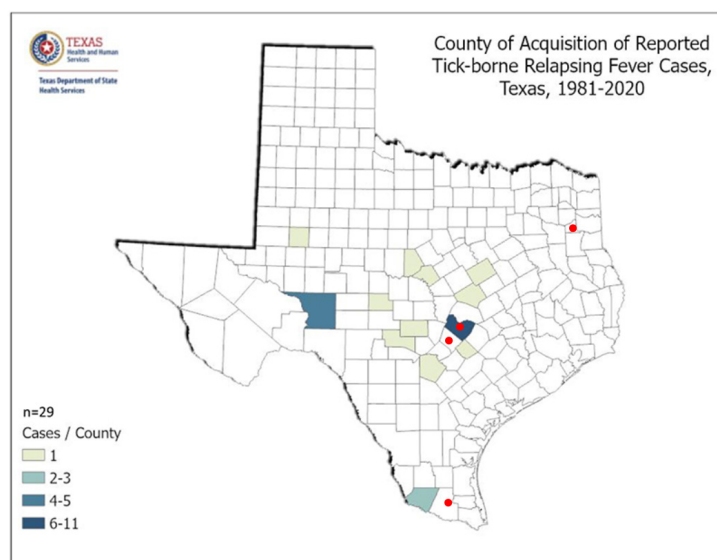 TEXAS
Health and Human
Services
Texas Department of State
Health Services
County of Acquisition of Reported
Tick-borne Relapsing Fever Cases,
Texas, 1981-2020
n=29
Cases / County
1
2-3
4-5
6-11